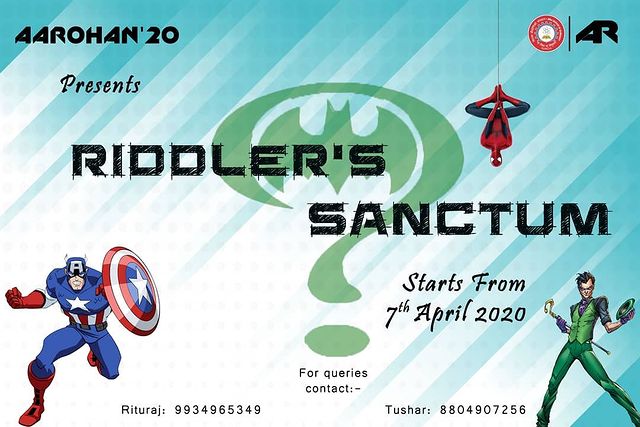 AAROHAN'20
AR
Presents
RIDDLER'S
SANCTUM
Starts From
7th April 2020
For queries
contact:-
Rituraj: 9934965349
Tushar: 8804907256